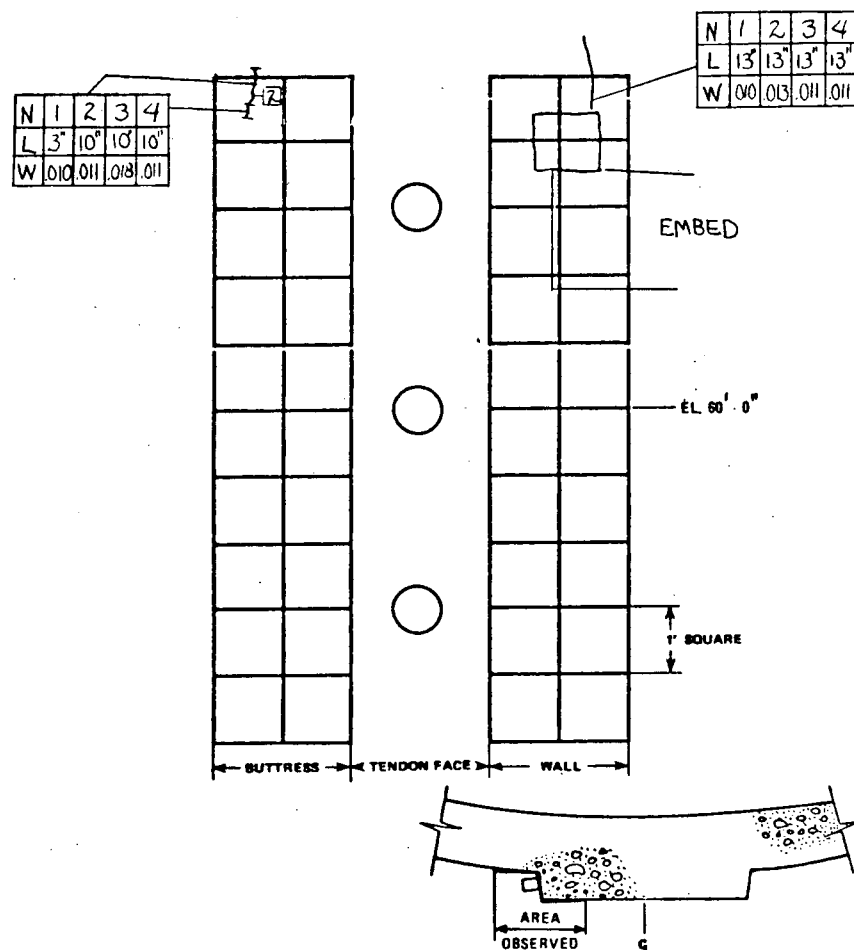 N 1 2 3 4
L 13" 13" 13" 13"
W .010 .013 .011 .011
N 1 2 3 4
L 3" 10" 10" 10"
W .010 .011 .018 .011
2
EMBED
EL 60' - 0"
1' SQUARE
BUTTRESS TENDON FACE WALL
AREA
OBSERVED